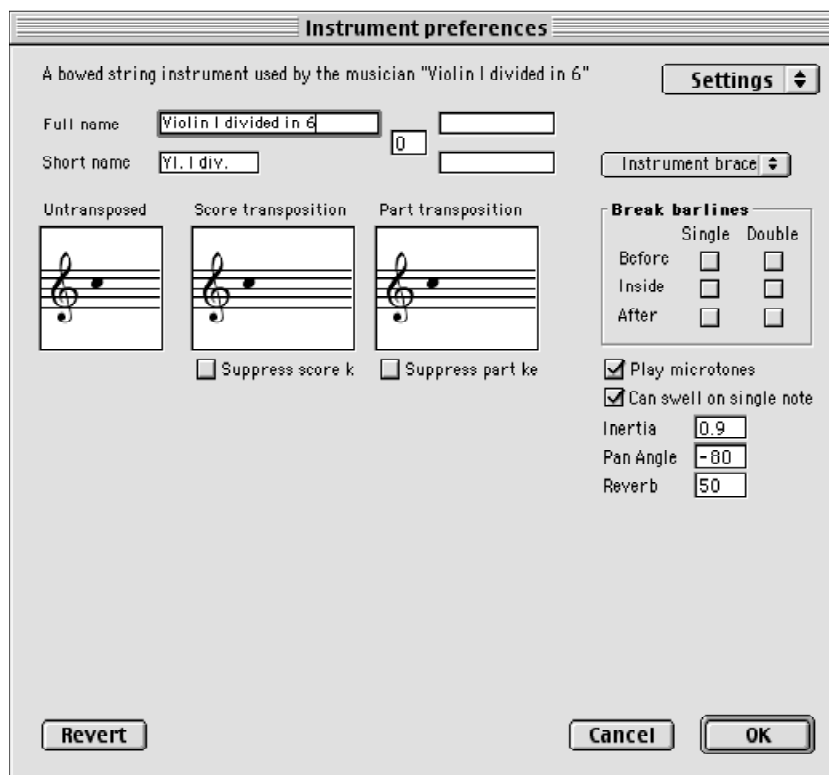 Instrument preferences
A bowed string instrument used by the musician "Violin I divided in 6"
Settings
Full name
Violin I divided in 6
0
Short name
Vl. I div.
Instrument brace
Untransposed
Score transposition
Part transposition
Break barlines
Single Double
Before
Inside
After
Suppress score k
Suppress part ke
Play microtones
Can swell on single note
Inertia 0.9
Pan Angle -80
Reverb 50
Revert
Cancel
OK